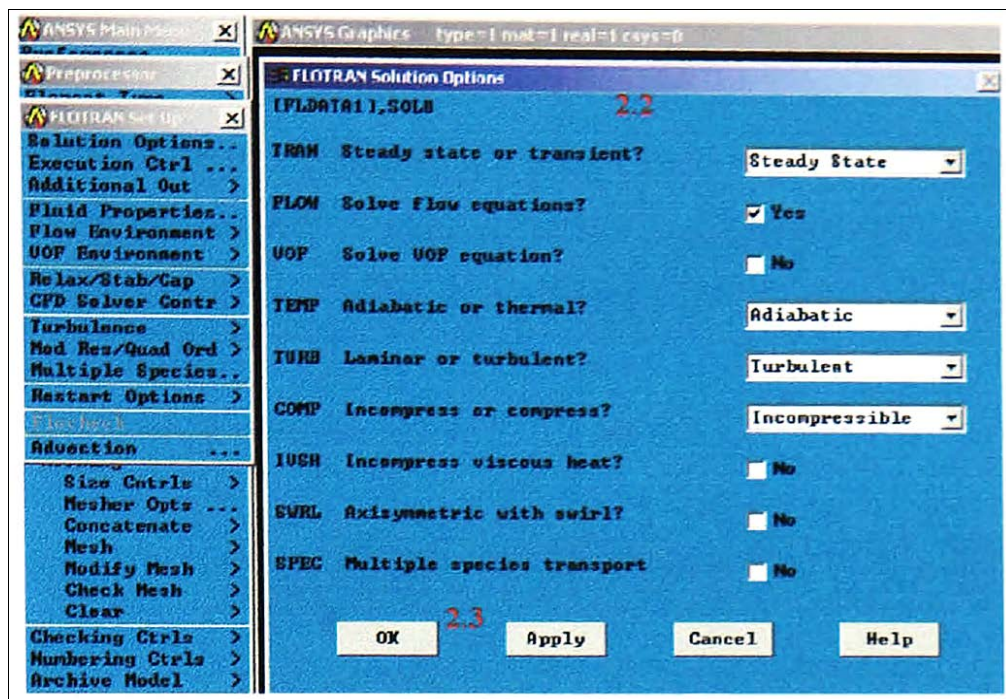 ANSYS Main Menu
ANSYS Graphics type=1 mat=1 real=1 csys=0
Preferences
Preprocessor
Element Type
FLOTRAN Set Up
Solution Options..
Execution Ctrl ...
Additional Out >
Fluid Properties..
Flow Environment >
VOF Environment >
Relax/Stab/Cap >
CFD Solver Contr >
Turbulence >
Mod Res/Quad Ord >
Multiple Species..
Restart Options >
Flocheck
Advection ...
Size Cntrls >
Mesher Opts ...
Concatenate >
Mesh >
Modify Mesh >
Check Mesh >
Clear >
Checking Ctrls >
Numbering Ctrls >
Archive Model >
FLOTRAN Solution Options
[FLDATA1],SOLU 2.2
TRAN Steady state or transient? Steady State
FLOW Solve flow equations? Yes
VOF Solve VOF equation? No
TEMP Adiabatic or thermal? Adiabatic
TURB Laminar or turbulent? Turbulent
COMP Incompress or compress? Incompressible
IVSH Incompress viscous heat? No
SWRL Axisymmetric with swirl? No
SPEC Multiple species transport No
2.3
OK Apply Cancel Help